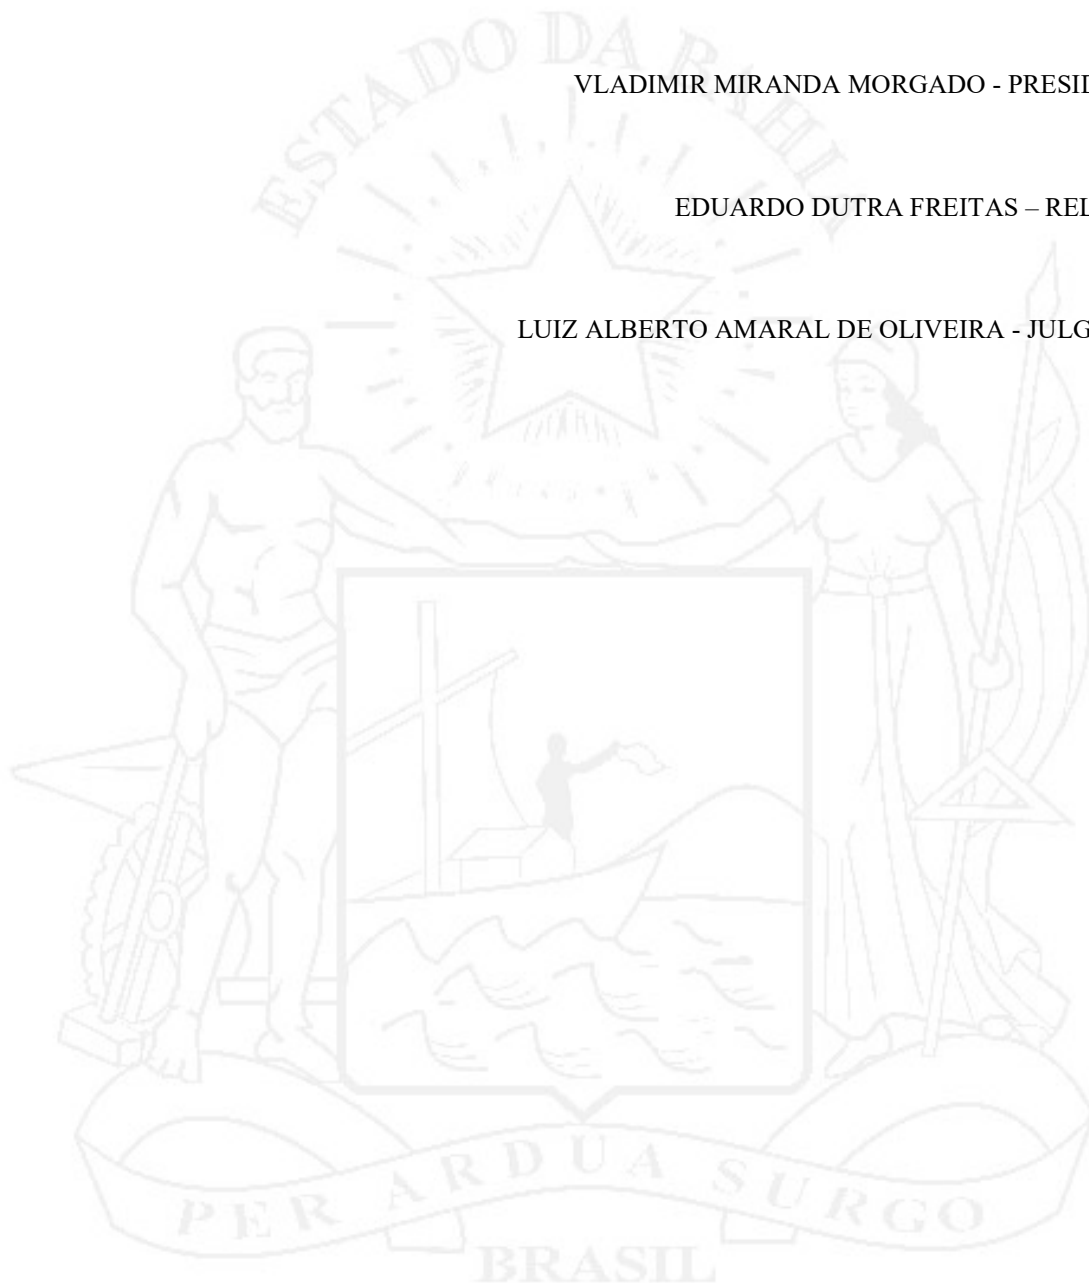 ESTADO DA BAHIA
VLADIMIR MIRANDA MORGADO - PRESID
EDUARDO DUTRA FREITAS – REL
LUIZ ALBERTO AMARAL DE OLIVEIRA - JULG
PER ARDUA SURGO
BRASIL